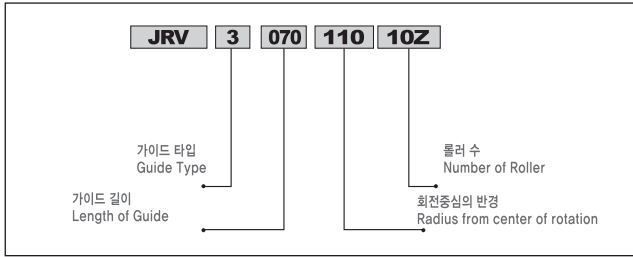 JRV 3 070 110 10Z
가이드 타입
Guide Type
가이드 길이
Length of Guide
롤러 수
Number of Roller
회전중심의 반경
Radius from center of rotation